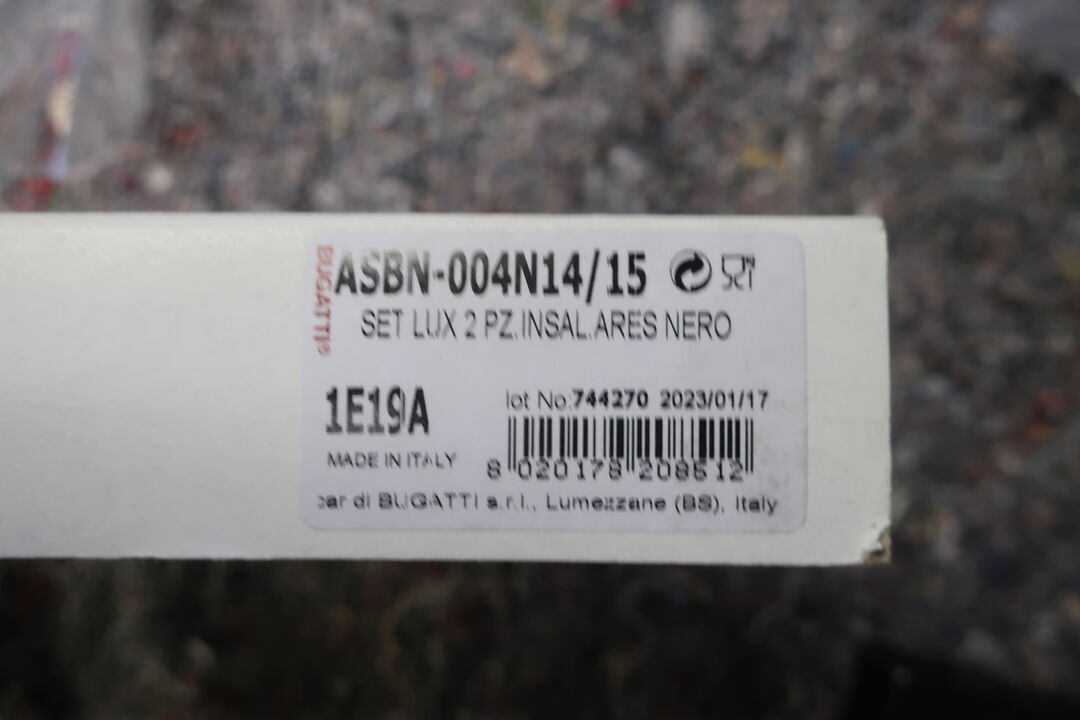 BUGATTI®
ASBN-004N14/15
SET LUX 2 PZ.INSAL.ARES NERO
1E19A
lot No.744270 2023/01/17
MADE IN ITALY
8 020178 208512
di BUGATTI s.r.l., Lumezzane (BS), Italy